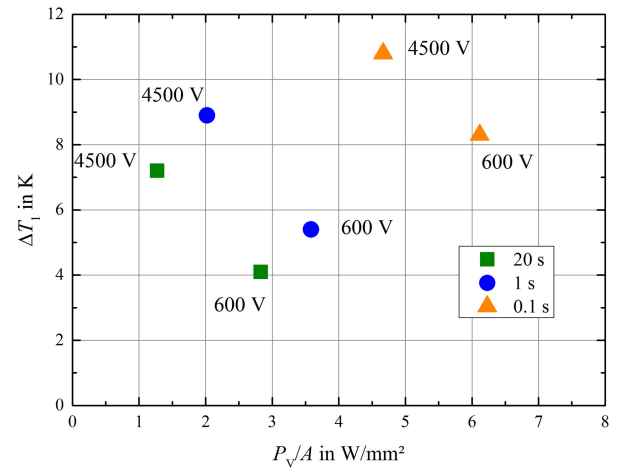 12
10
8
6
4
2
0
ΔT₁ in K
4500 V
4500 V
4500 V
600 V
600 V
600 V
20 s
1 s
0.1 s
0 1 2 3 4 5 6 7 8
P_V/A in W/mm²